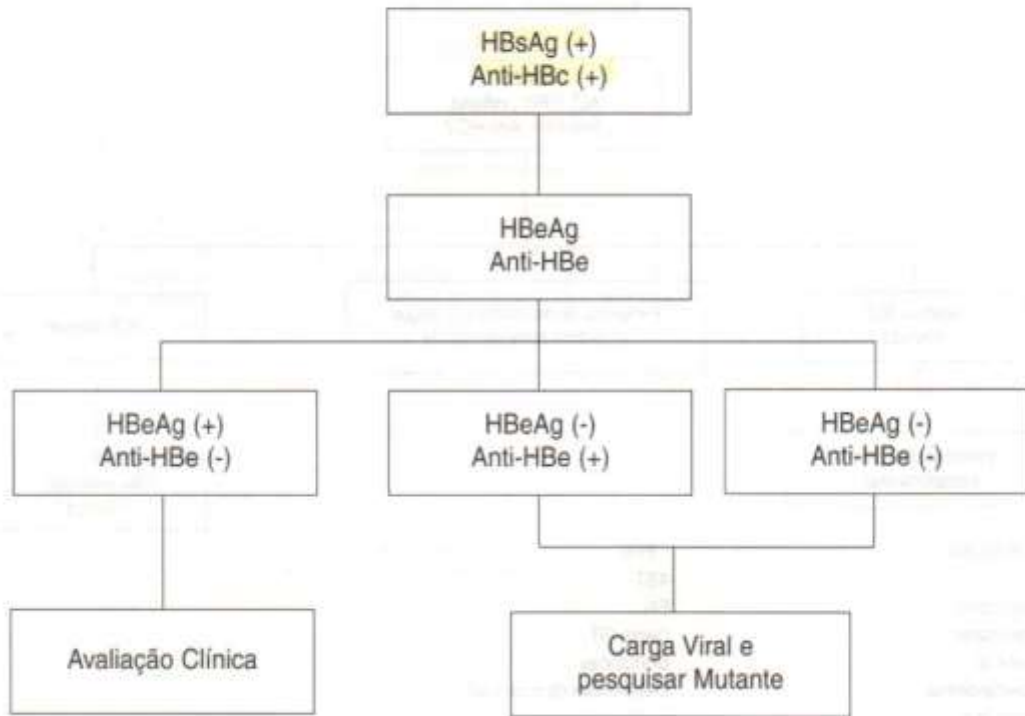 HBsAg (+)
Anti-HBc (+)
HBeAg
Anti-HBe
HBeAg (+)
Anti-HBe (-)
HBeAg (-)
Anti-HBe (+)
HBeAg (-)
Anti-HBe (-)
Avaliação Clínica
Carga Viral e
pesquisar Mutante